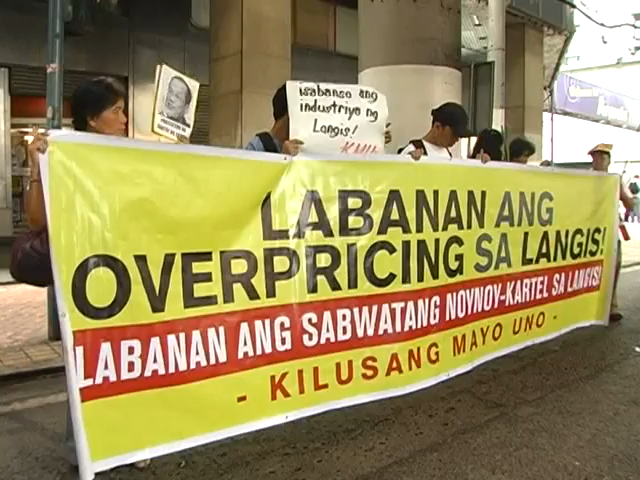 isabansa ang
industriya ng
Langis!
KMU
LABANAN ANG
OVERPRICING SA LANGIS!
LABANAN ANG SABWATANG NOYNOY-KARTEL SA LANGIS!
- KILUSANG MAYO UNO -